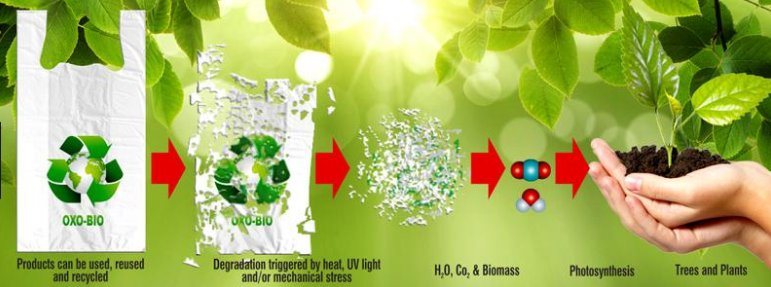 OXO-BIO
OXO-BIO
Products can be used, reused
and recycled
Degradation triggered by heat, UV light
and/or mechanical stress
H₂O, Co₂ & Biomass
Photosynthesis
Trees and Plants